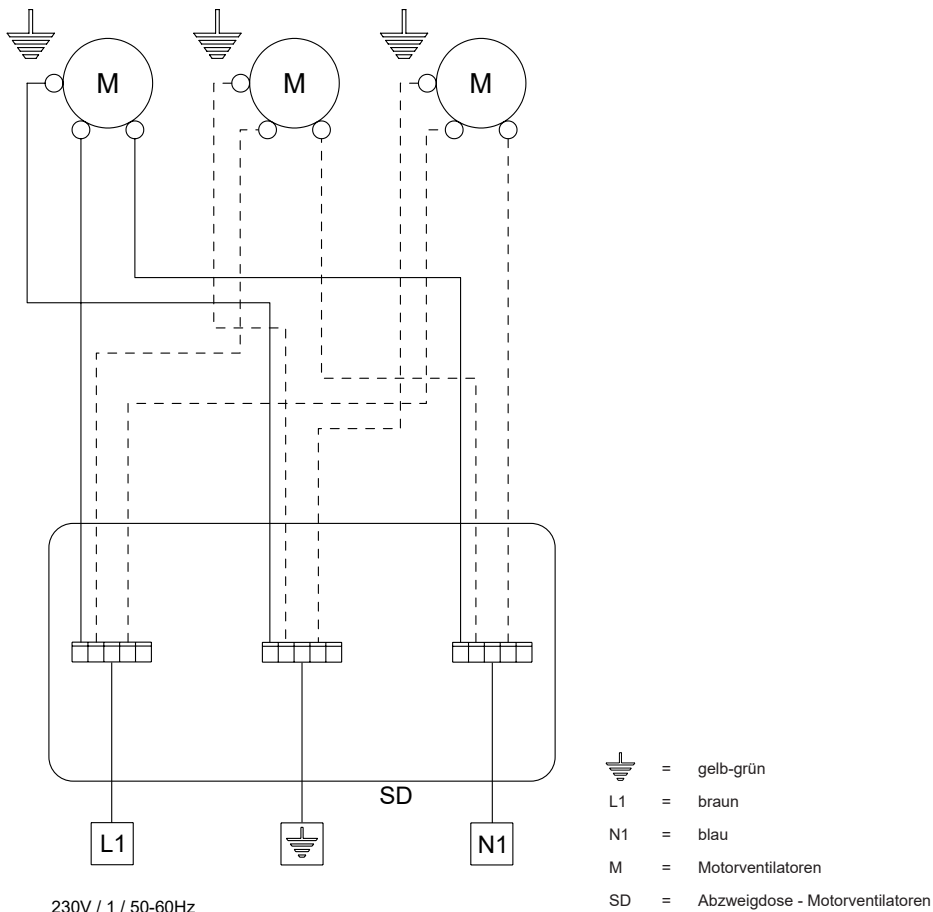 M M M
SD
L1 N1
230V / 1 / 50-60Hz
= gelb-grün
L1 = braun
N1 = blau
M = Motorventilatoren
SD = Abzweigdose - Motorventilatoren